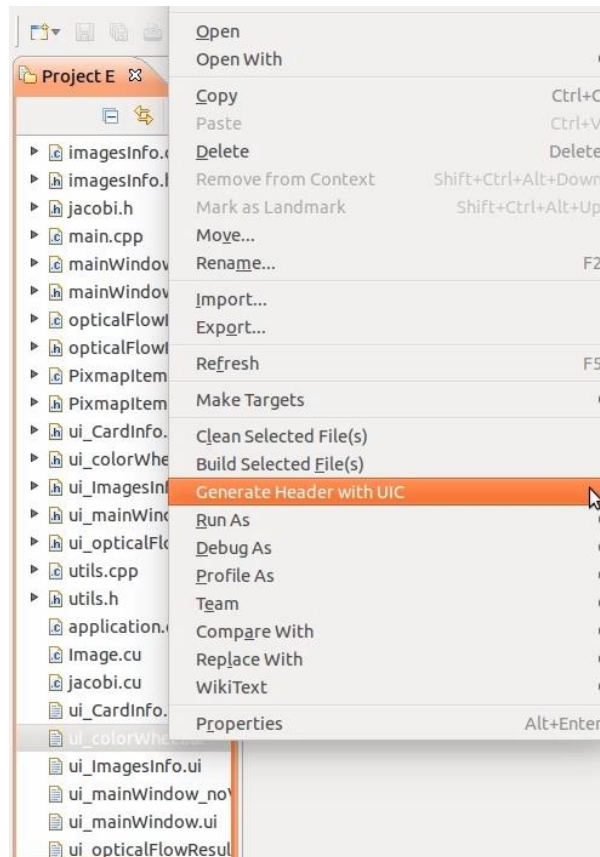 Project E
imagesInfo.c
imagesInfo.h
jacobi.h
main.cpp
mainWindow
mainWindow
opticalFlow
opticalFlow
PixmapItem
PixmapItem
ui_CardInfo.
ui_colorWhe
ui_ImagesInf
ui_mainWind
ui_opticalFlo
utils.cpp
utils.h
application.
Image.cu
jacobi.cu
ui_CardInfo.
ui_colorWheel.ui
ui_ImagesInfo.ui
ui_mainWindow_no
ui_mainWindow.ui
ui_opticalFlowResul
Open
Open With
Copy Ctrl+C
Paste Ctrl+V
Delete Delete
Remove from Context Shift+Ctrl+Alt+Down
Mark as Landmark Shift+Ctrl+Alt+Up
Move...
Rename... F2
Import...
Export...
Refresh F5
Make Targets
Clean Selected File(s)
Build Selected File(s)
Generate Header with UIC
Run As
Debug As
Profile As
Team
Compare With
Replace With
WikiText
Properties Alt+Enter